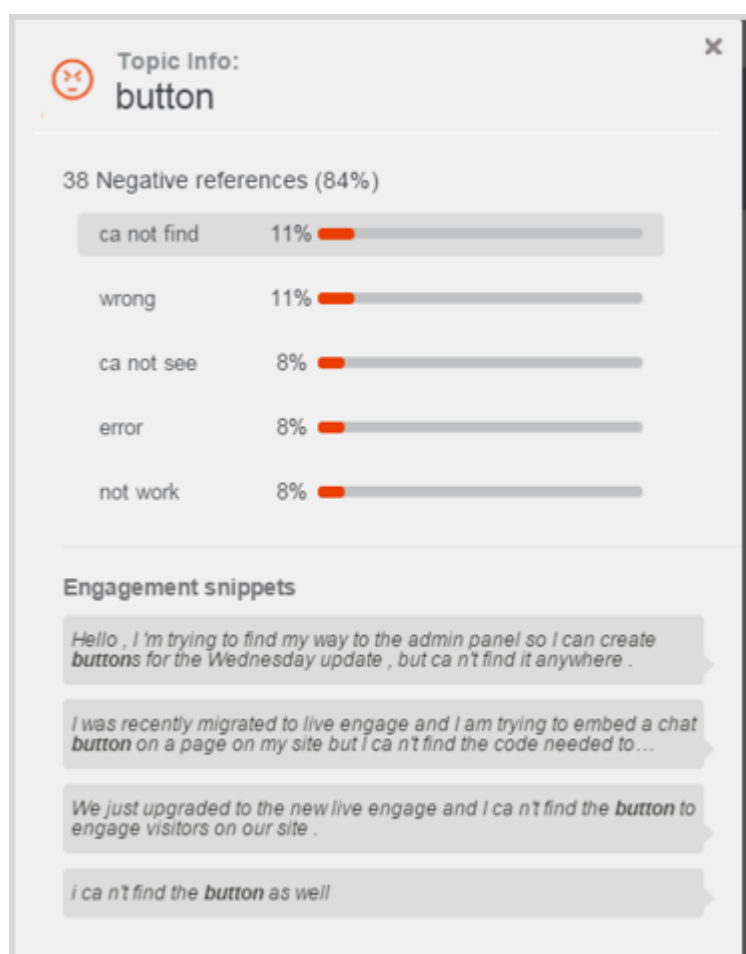 Topic Info:
button
38 Negative references (84%)
ca not find 11%
wrong 11%
ca not see 8%
error 8%
not work 8%
Engagement snippets
Hello , I 'm trying to find my way to the admin panel so I can create
buttons for the Wednesday update , but ca n't find it anywhere .
I was recently migrated to live engage and I am trying to embed a chat
button on a page on my site but I ca n't find the code needed to...
We just upgraded to the new live engage and I ca n't find the button to
engage visitors on our site .
i ca n't find the button as well